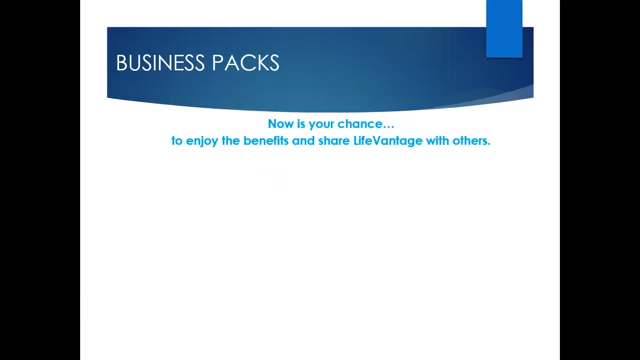 BUSINESS PACKS
Now is your chance…
to enjoy the benefits and share LifeVantage with others.